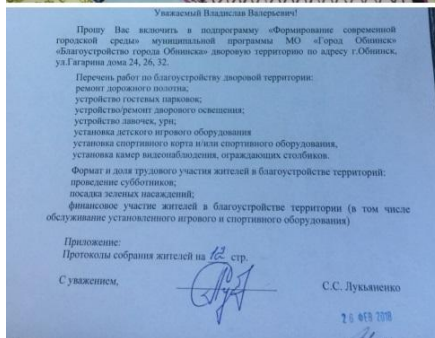 Уважаемый Владислав Валерьевич!
Прошу Вас включить в подпрограмму «Формирование современной
городской среды» муниципальной программы МО «Город Обнинск»
«Благоустройство города Обнинска» дворовую территорию по адресу г.Обнинск,
ул.Гагарина дома 24, 26, 32.
Перечень работ по благоустройству дворовой территории:
ремонт дорожного полотна;
устройство гостевых парковок;
устройство/ремонт дворового освещения;
устройство лавочек, урн;
установка детского игрового оборудования
установка спортивного корта и/или спортивного оборудования,
установка камер видеонаблюдения, ограждающих столбиков.
Формат и доля трудового участия жителей в благоустройстве территорий:
проведение субботников;
посадка зеленых насаждений;
финансовое участие жителей в благоустройстве территории (в том числе
обслуживание установленного игрового и спортивного оборудования)
Приложение:
Протоколы собрания жителей на 12 стр.
С уважением,
С.С. Лукьяненко
26 ФЕВ 2018